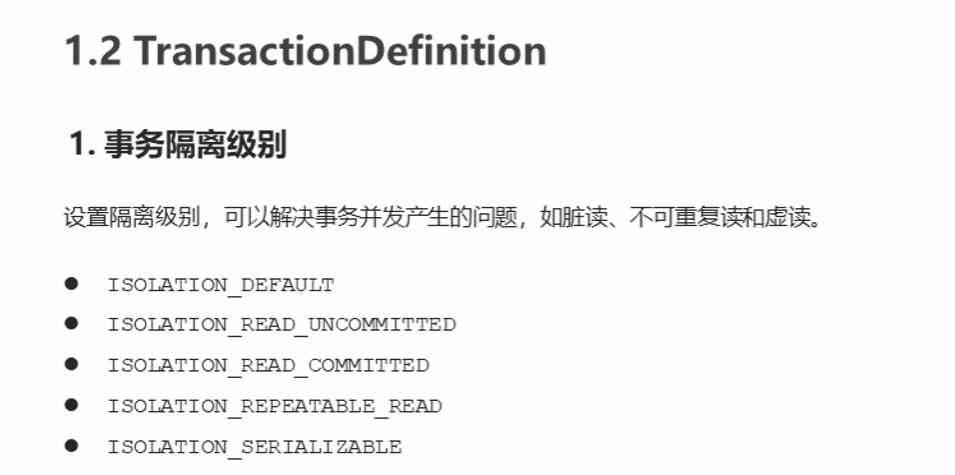 1.2 TransactionDefinition
1. 事务隔离级别
设置隔离级别，可以解决事务并发产生的问题，如脏读、不可重复读和虚读。
● ISOLATION_DEFAULT
● ISOLATION_READ_UNCOMMITTED
● ISOLATION_READ_COMMITTED
● ISOLATION_REPEATABLE_READ
● ISOLATION_SERIALIZABLE